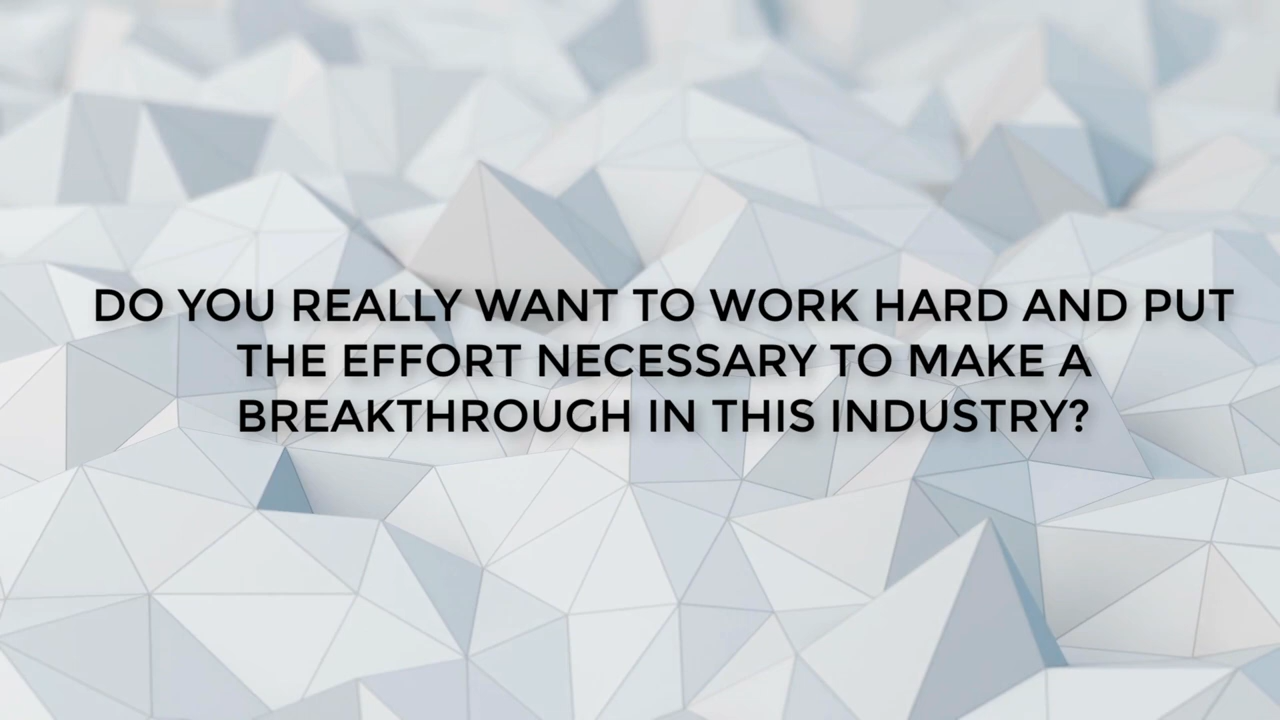 DO YOU REALLY WANT TO WORK HARD AND PUT
THE EFFORT NECESSARY TO MAKE A
BREAKTHROUGH IN THIS INDUSTRY?